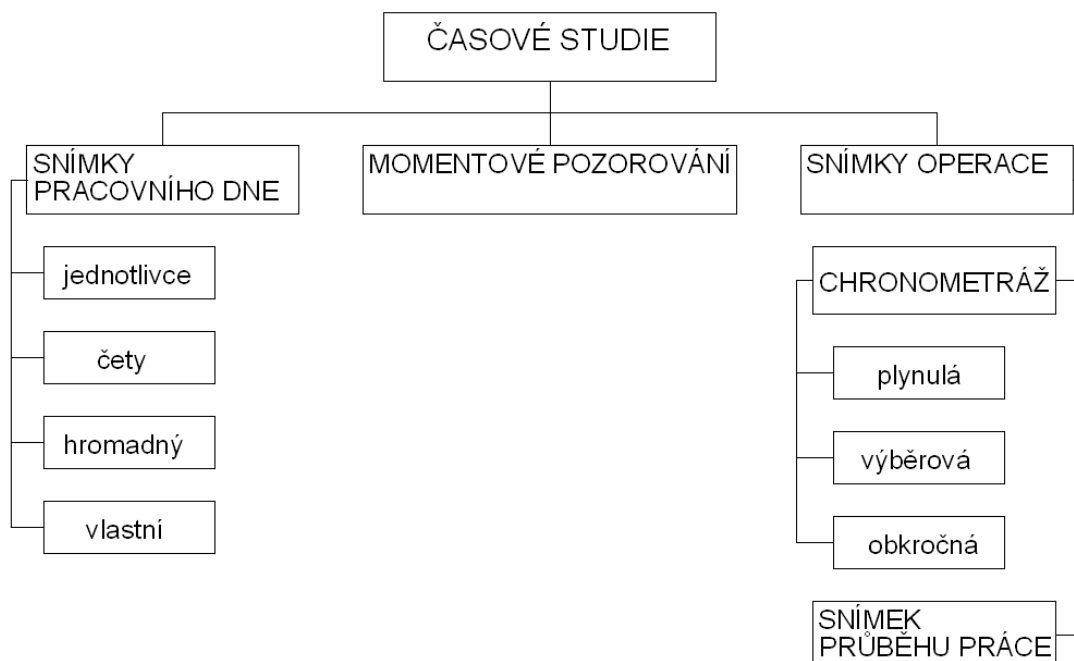 ČASOVÉ STUDIE
SNÍMKY
PRACOVNÍHO DNE
MOMENTOVÉ POZOROVÁNÍ
SNÍMKY OPERACE
jednotlivce
čety
hromadný
vlastní
CHRONOMETRÁŽ
plynulá
výběrová
obkročná
SNÍMEK
PRŮBĚHU PRÁCE